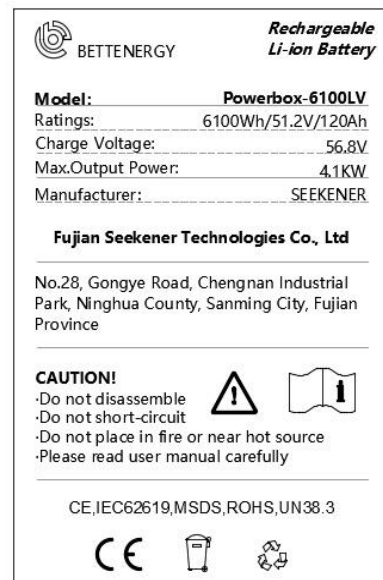 BETTENERGY
Rechargeable
Li-ion Battery
Model: Powerbox-6100LV
Ratings: 6100Wh/51.2V/120Ah
Charge Voltage: 56.8V
Max.Output Power: 4.1KW
Manufacturer: SEEKENER
Fujian Seekener Technologies Co., Ltd
No.28, Gongye Road, Chengnan Industrial
Park, Ninghua County, Sanming City, Fujian
Province
CAUTION!
·Do not disassemble
·Do not short-circuit
·Do not place in fire or near hot source
·Please read user manual carefully
CE,IEC62619,MSDS,ROHS,UN38.3
CE